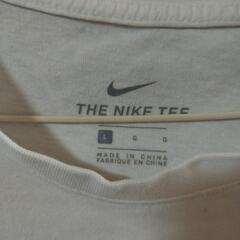 THE NIKE TEE
L G G
MADE IN CHINA
FABRIQUÉ EN CHINE